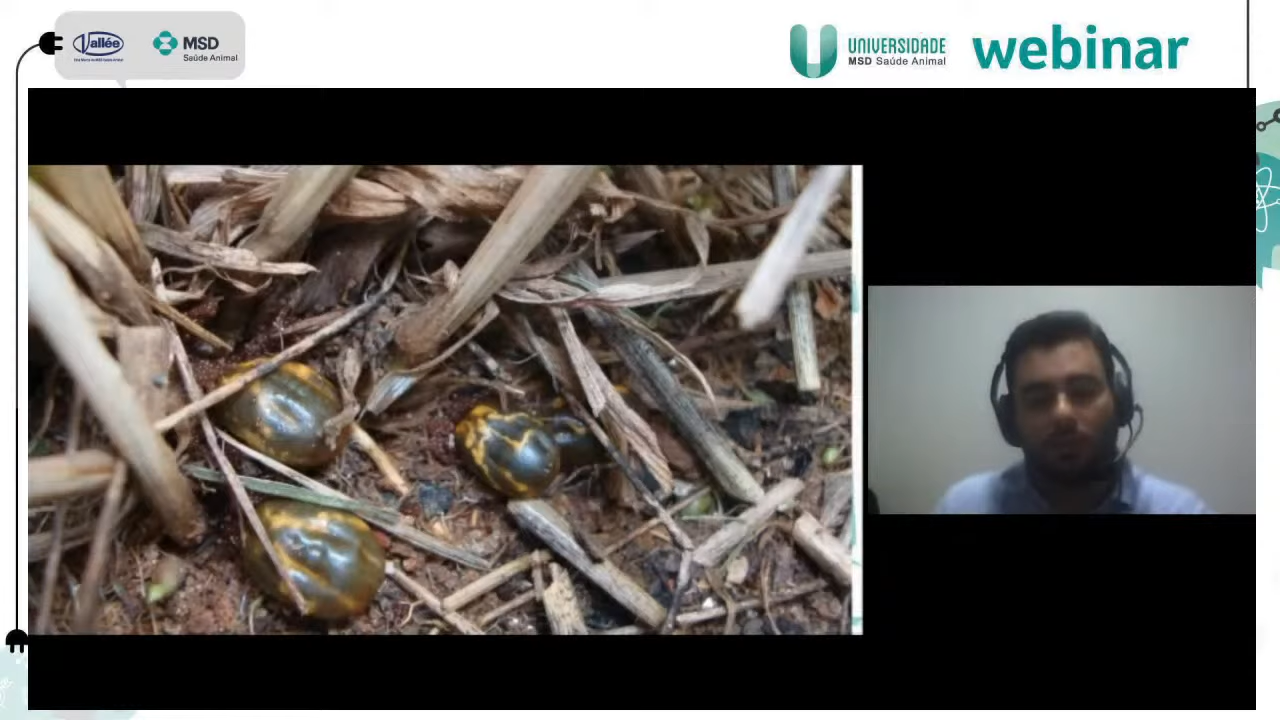 Vallée
MSD
Saúde Animal
UNIVERSIDADE
MSD Saúde Animal
webinar